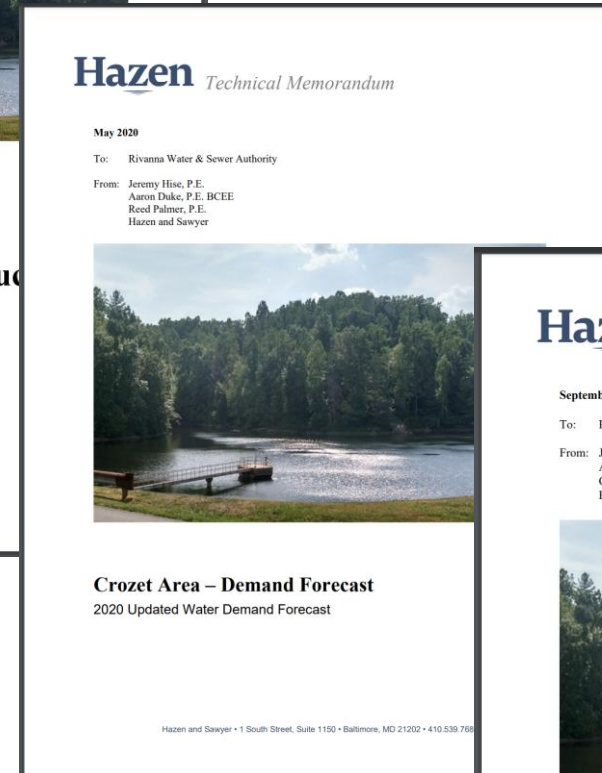 Hazen Technical Memorandum
May 2020
To: Rivanna Water & Sewer Authority
From: Jeremy Hise, P.E.
Aaron Duke, P.E. BCEE
Reed Palmer, P.E.
Hazen and Sawyer
Crozet Area – Demand Forecast
2020 Updated Water Demand Forecast
Hazen and Sawyer • 1 South Street, Suite 1150 • Baltimore, MD 21202 • 410.539.768
To:
From: